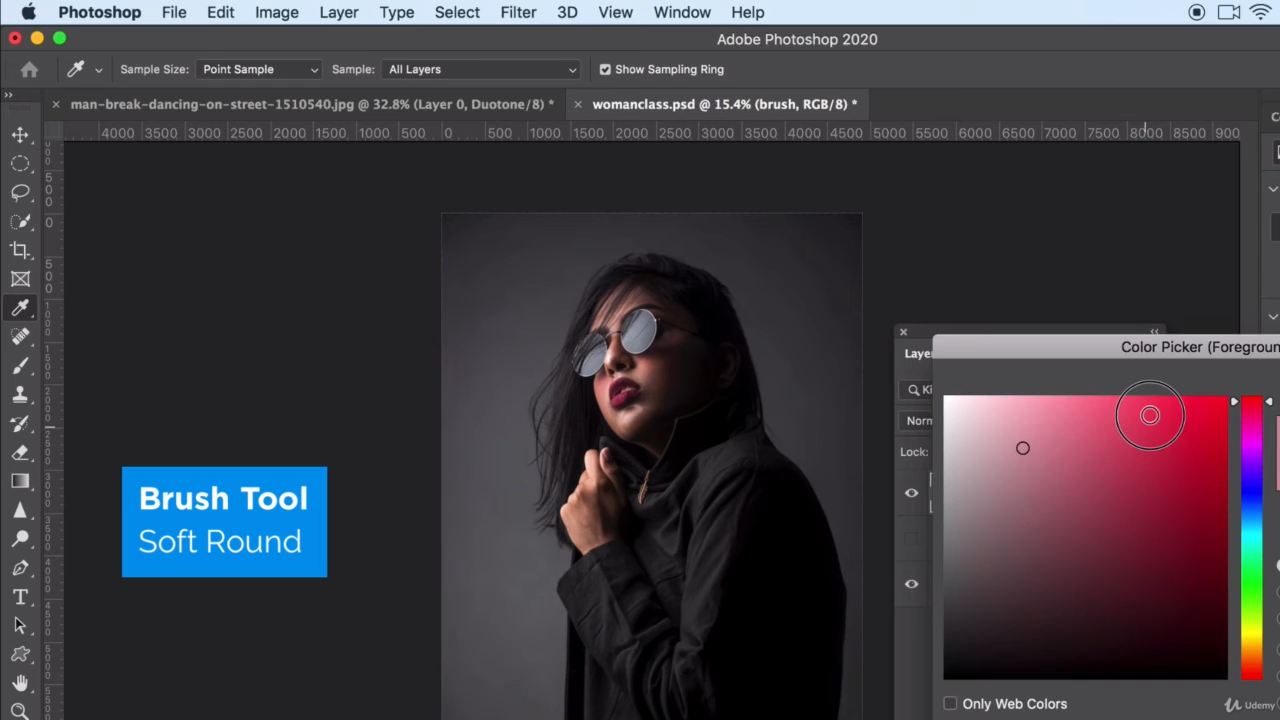 Photoshop File Edit Image Layer Type Select Filter 3D View Window Help
Adobe Photoshop 2020
Sample Size: Point Sample Sample: All Layers Show Sampling Ring
man-break-dancing-on-street-1510540.jpg @ 32.8% (Layer 0, Duotone/8) * womanclass.psd @ 15.4% (brush, RGB/8) *
4000 3500 3000 2500 2000 1500 1000 500 0 500 1000 1500 2000 2500 3000 3500 4000 4500 5000 5500 6000 6500 7000 7500 8000 8500 900
Color Picker (Foregroun
Laye
Ki
Norm
Lock:
Brush Tool
Soft Round
Only Web Colors
Udemy